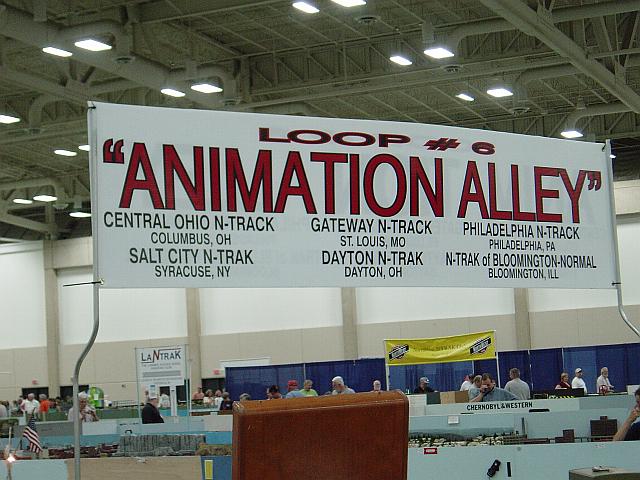 LOOP # 6
"ANIMATION ALLEY"
CENTRAL OHIO N-TRACK
COLUMBUS, OH
GATEWAY N-TRACK
ST. LOUIS, MO
PHILADELPHIA N-TRACK
PHILADELPHIA, PA
SALT CITY N-TRAK
SYRACUSE, NY
DAYTON N-TRAK
DAYTON, OH
N-TRAK of BLOOMINGTON-NORMAL
BLOOMINGTON, ILL
LANTRAK
CHERNOBYL & WESTERN